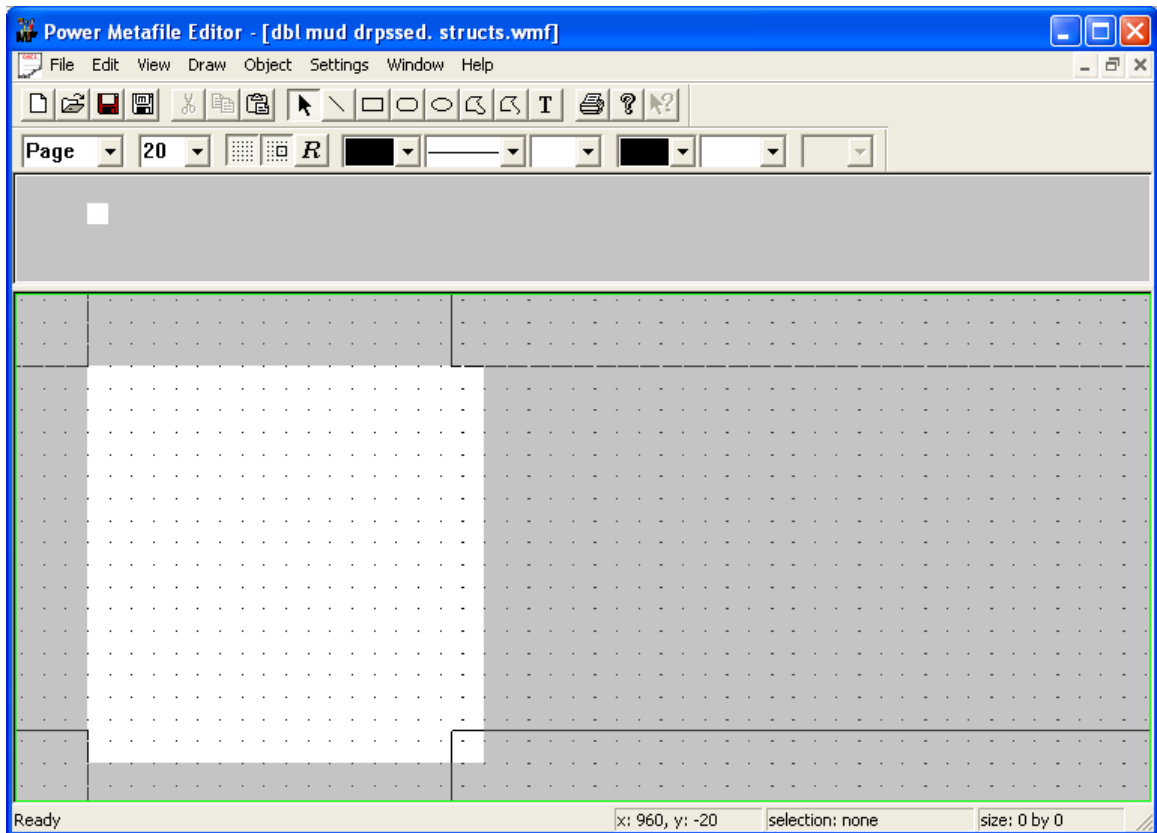 Power Metafile Editor - [dbl mud drpssed. structs.wmf]
File Edit View Draw Object Settings Window Help
T ? ?
Page 20 R
Ready x: 960, y: -20 selection: none size: 0 by 0